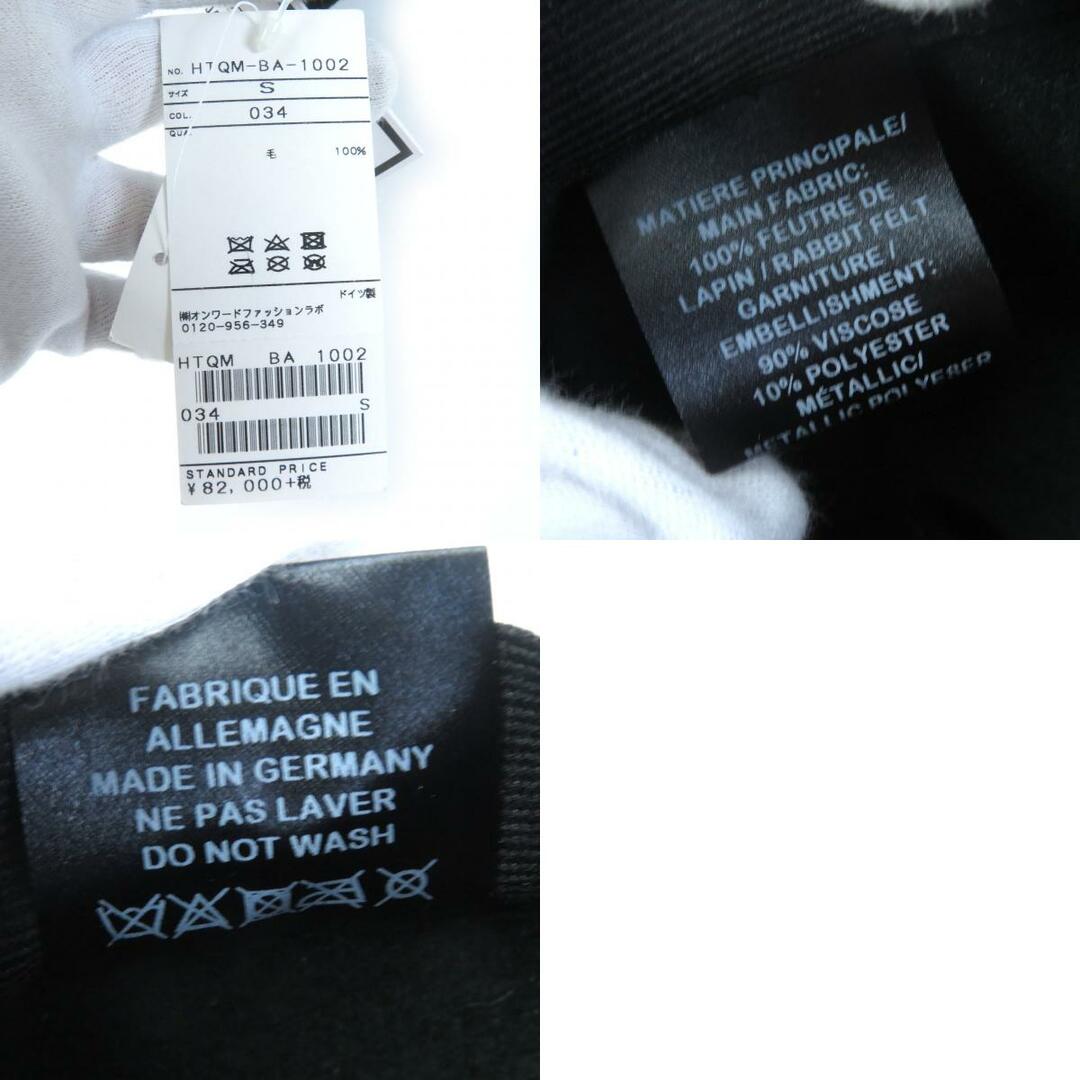 NO. HTQM-BA-1002
サイズ S
COL. 034
QUA.
毛 100%
ドイツ製
㈱オンワードファッションラボ
0120-956-349
HTQM BA 1002
034 S
STANDARD PRICE
¥82,000+税
MATIERE PRINCIPALE/
MAIN FABRIC:
100% FEUTRE DE
LAPIN / RABBIT FELT
GARNITURE /
EMBELLISHMENT:
90% VISCOSE
10% POLYESTER
MÉTALLIC/
METALLIC POLYESER
FABRIQUE EN
ALLEMAGNE
MADE IN GERMANY
NE PAS LAVER
DO NOT WASH